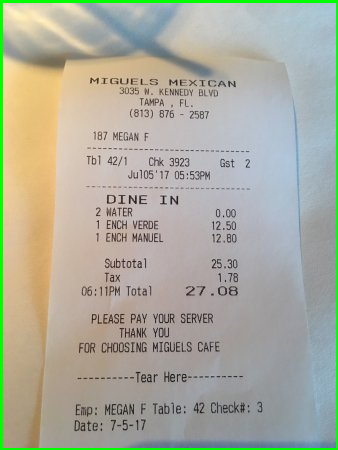 MIGUELS MEXICAN
3035 W. KENNEDY BLVD
TAMPA , FL.
(813) 876 - 2587
187 MEGAN F
Tbl 42/1 Chk 3923 Gst 2
Jul05'17 05:53PM
DINE IN
2 WATER 0.00
1 ENCH VERDE 12.50
1 ENCH MANUEL 12.80
Subtotal 25.30
Tax 1.78
06:11PM Total 27.08
PLEASE PAY YOUR SERVER
THANK YOU
FOR CHOOSING MIGUELS CAFE
----------Tear Here----------
Emp: MEGAN F Table: 42 Check#: 3
Date: 7-5-17